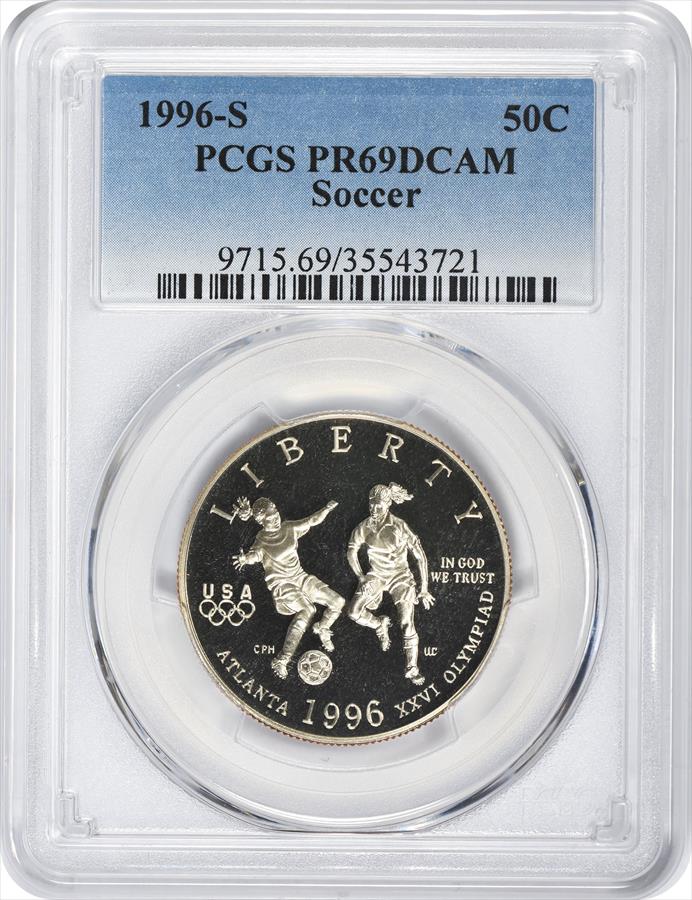 1996-S 50C
PCGS PR69DCAM
Soccer
9715.69/35543721
LIBERTY
IN GOD
WE TRUST
USA
CPH
UC
ATLANTA 1996 XXVI OLYMPIAD